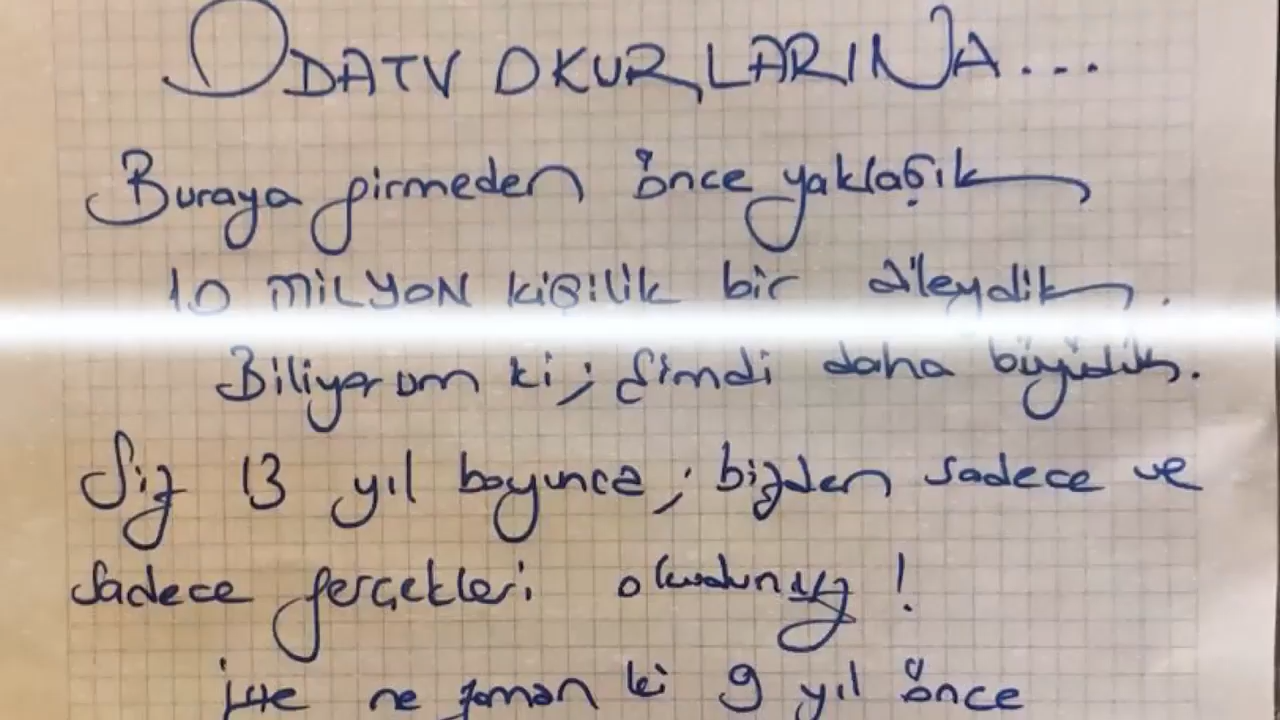 ODATV OKURLARINA...
Buraya girmeden önce yaklaşık
10 MİLYON kişilik bir aileydik.
Biliyorum ki; şimdi daha büyüdük.
Siz 13 yıl boyunca; bizden sadece ve
sadece gerçekleri okudunuz!
İşte ne zaman ki 9 yıl önce